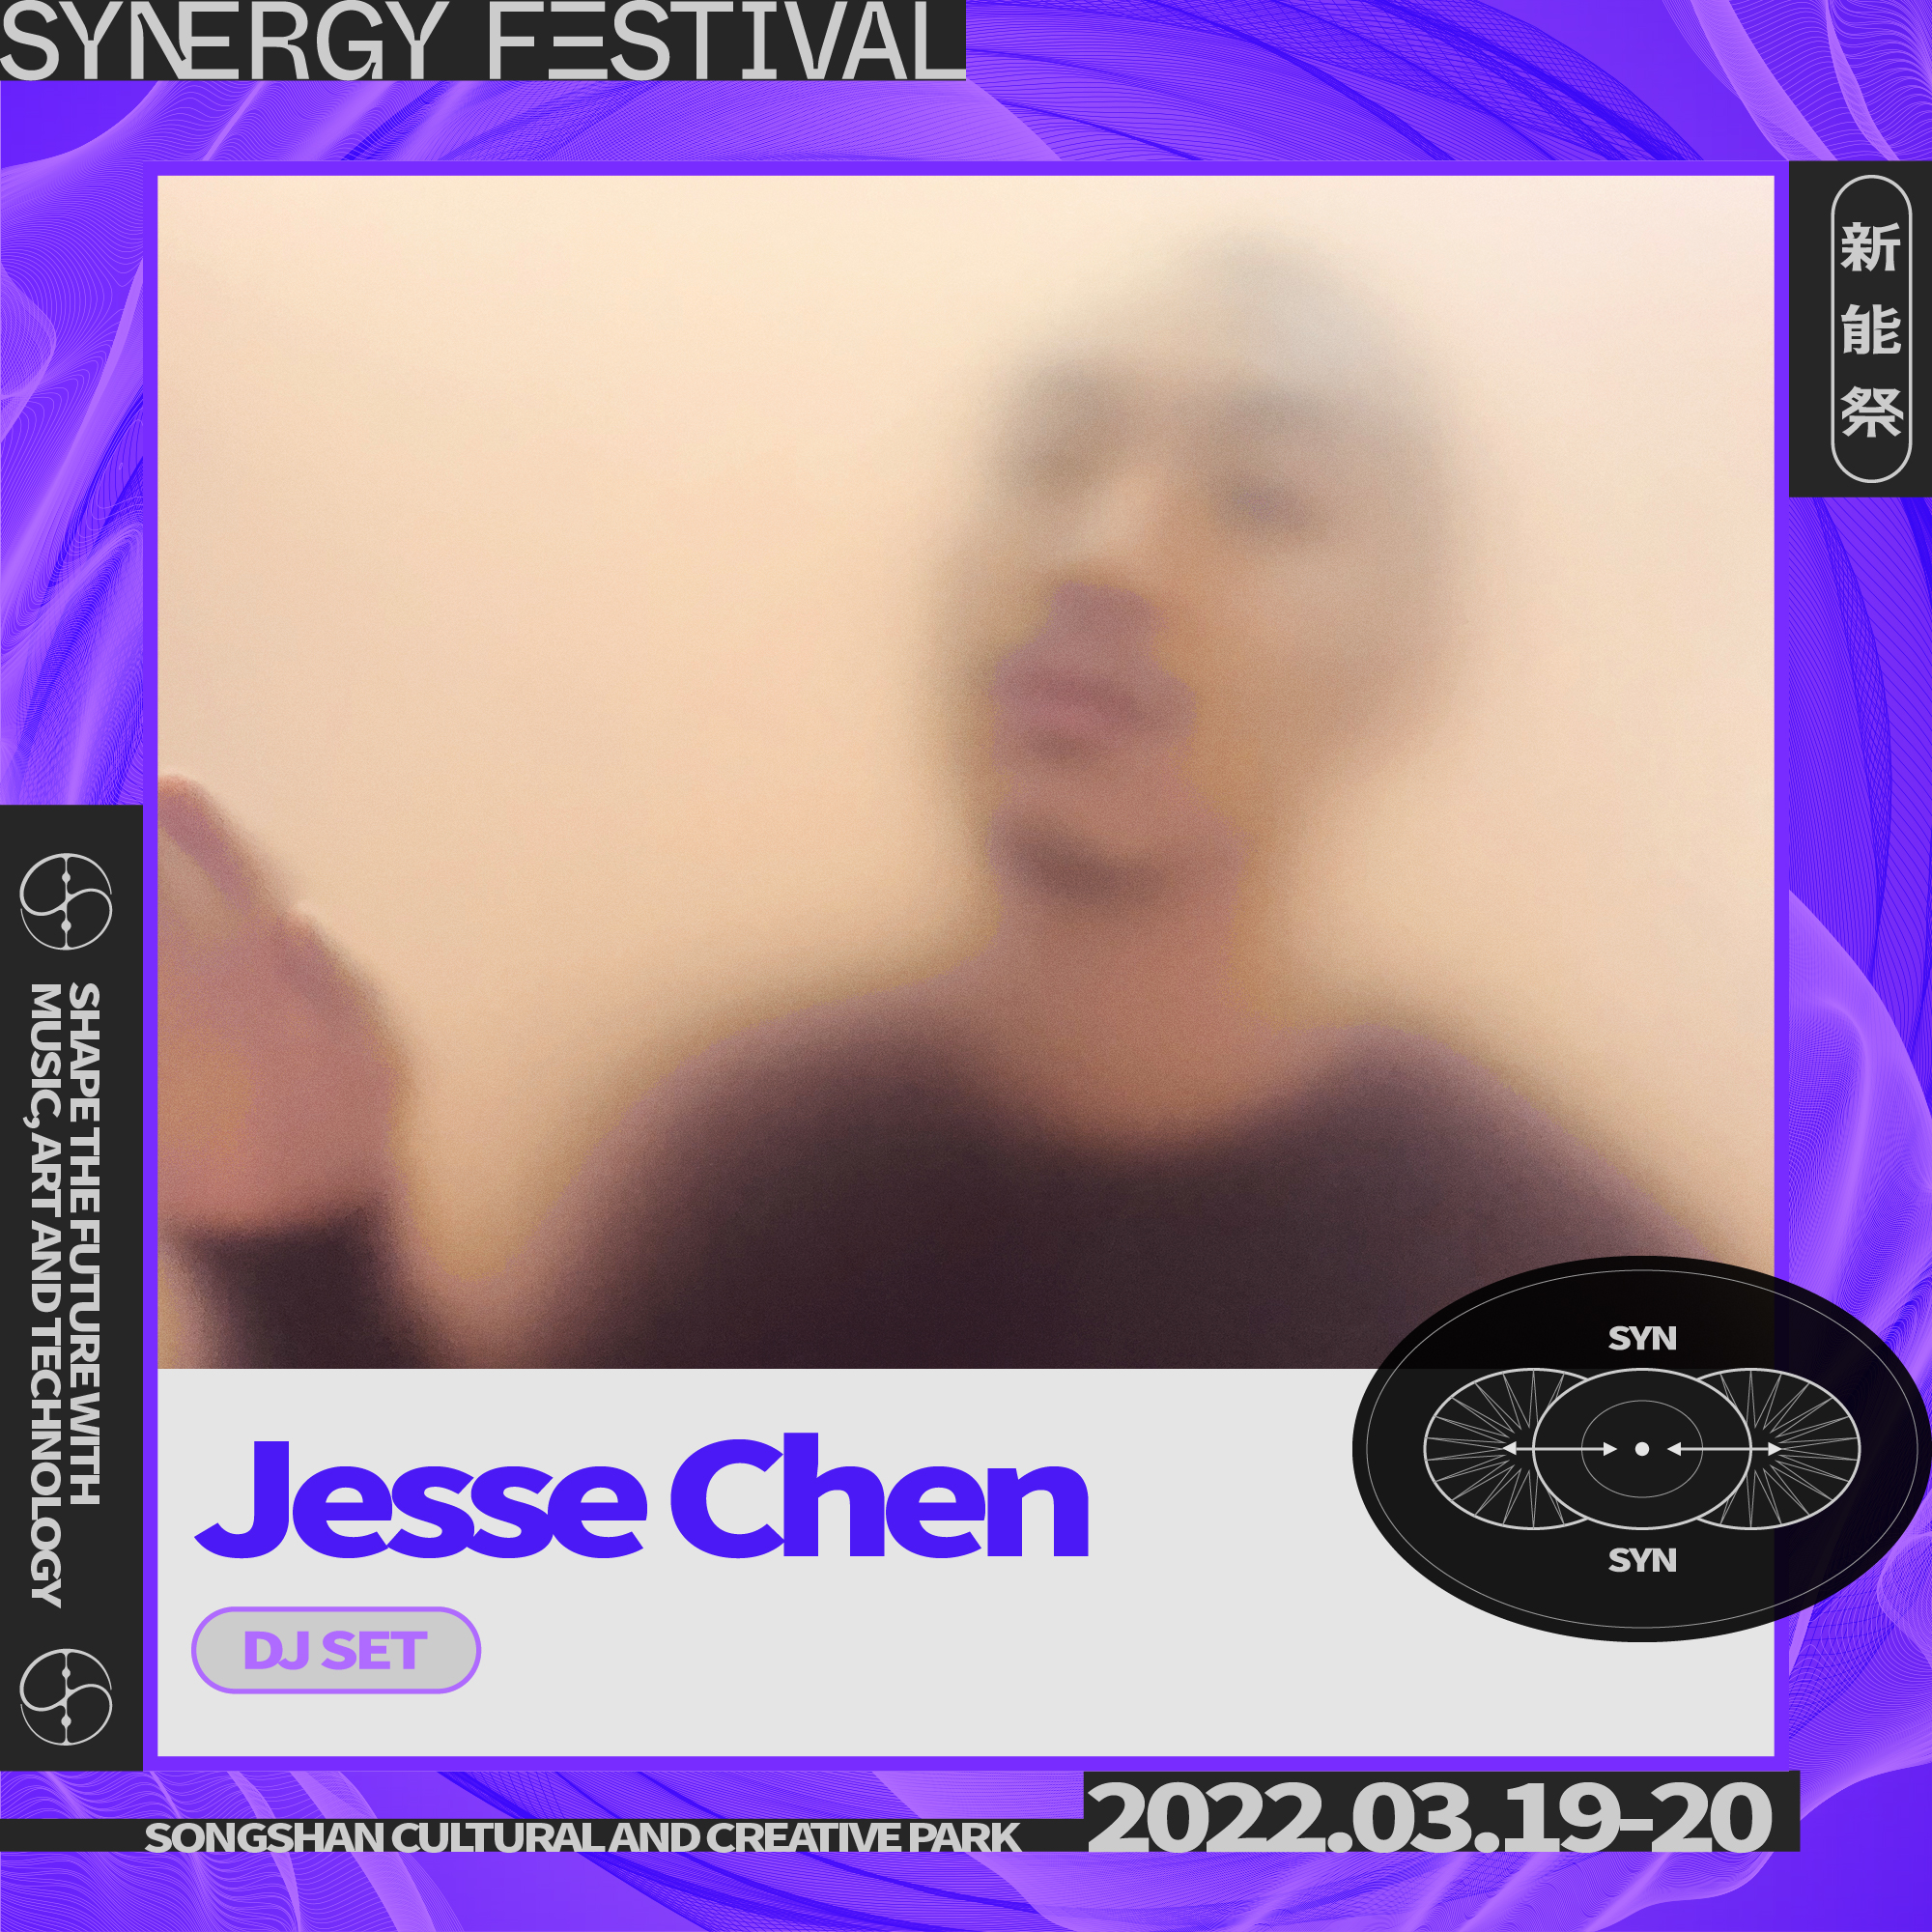 SYNERGY FESTIVAL
新能祭
SHAPE THE FUTURE WITH
MUSIC, ART AND TECHNOLOGY
SYN
SYN
Jesse Chen
DJ SET
SONGSHAN CULTURAL AND CREATIVE PARK
2022.03.19-20